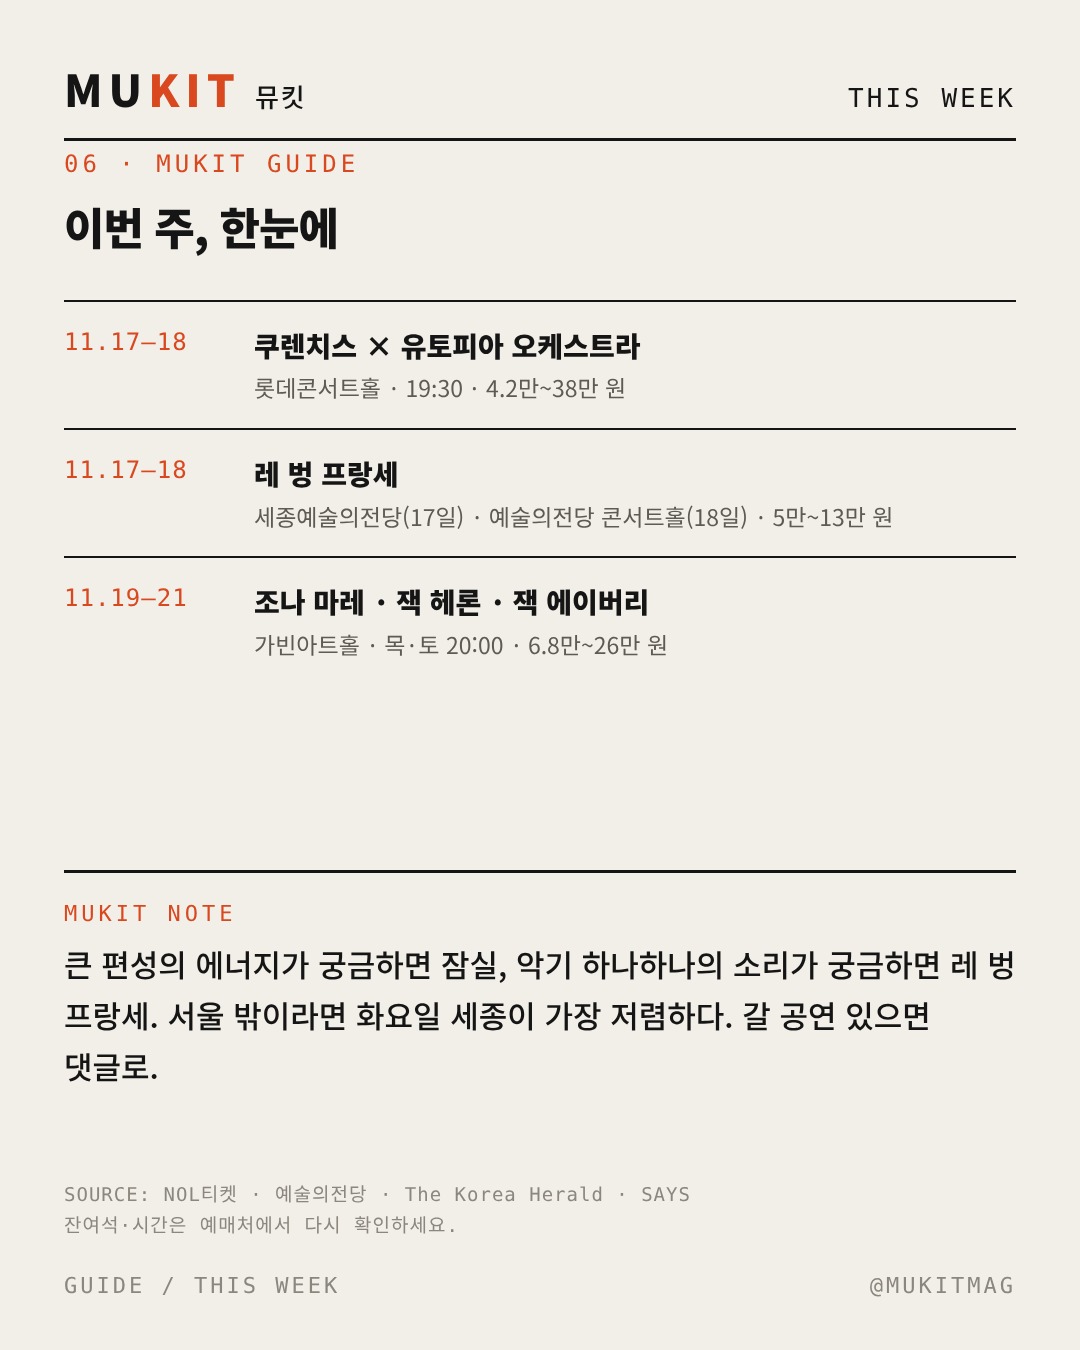 MUKIT 뮤킷
THIS WEEK
06 · MUKIT GUIDE
이번 주, 한눈에
11.17–18
쿠렌치스 × 유토피아 오케스트라
롯데콘서트홀 · 19:30 · 4.2만~38만 원
11.17–18
레 벙 프랑세
세종예술의전당(17일) · 예술의전당 콘서트홀(18일) · 5만~13만 원
11.19–21
조나 마레 · 잭 헤론 · 잭 에이버리
가빈아트홀 · 목·토 20:00 · 6.8만~26만 원
MUKIT NOTE
큰 편성의 에너지가 궁금하면 잠실, 악기 하나하나의 소리가 궁금하면 레 벙
프랑세. 서울 밖이라면 화요일 세종이 가장 저렴하다. 갈 공연 있으면
댓글로.
SOURCE: NOL티켓 · 예술의전당 · The Korea Herald · SAYS
잔여석·시간은 예매처에서 다시 확인하세요.
GUIDE / THIS WEEK
@MUKITMAG